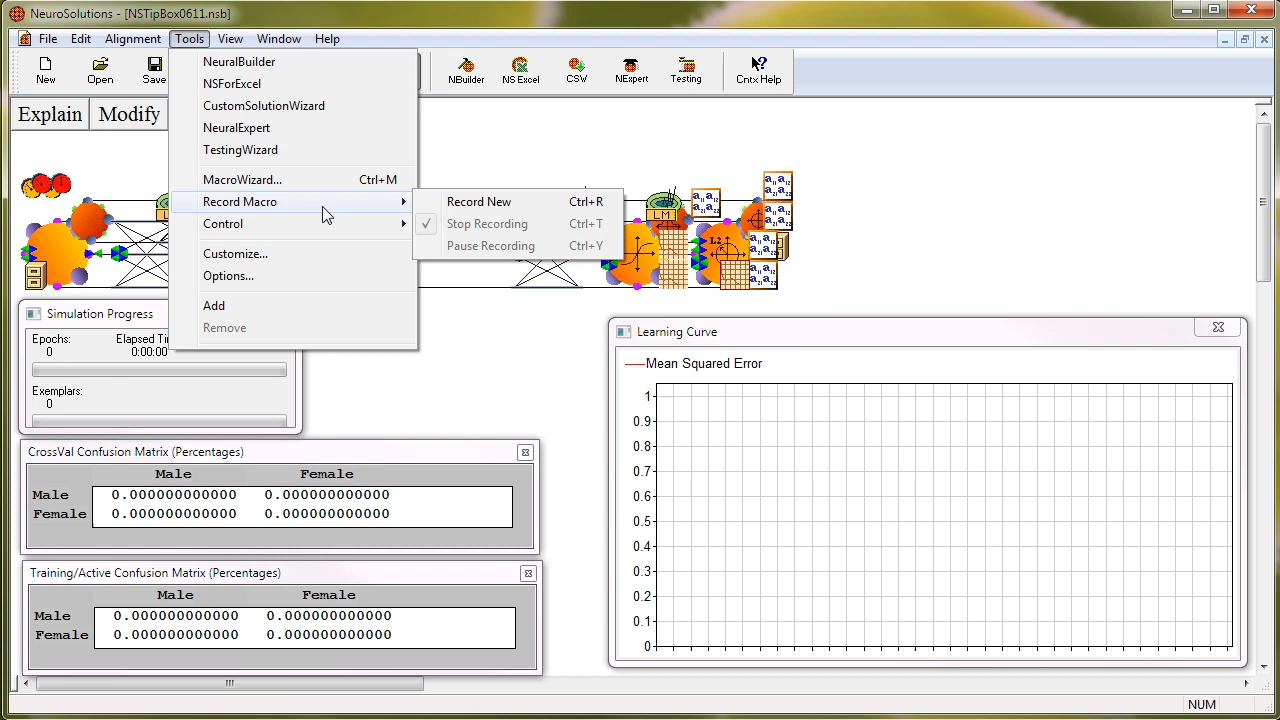 NeuroSolutions - [NSTipBox0611.nsb]
File Edit Alignment Tools View Window Help
New Open Save NBuilder NS Excel CSW NExpert Testing Cntx Help
Explain Modify
NeuralBuilder
NSForExcel
CustomSolutionWizard
NeuralExpert
TestingWizard
MacroWizard... Ctrl+M
Record Macro
Control
Customize...
Options...
Add
Remove
Record New Ctrl+R
Stop Recording Ctrl+T
Pause Recording Ctrl+Y
LM
L2
Simulation Progress
Epochs: Elapsed Ti
0 0:00:00
Exemplars:
0
Learning Curve
Mean Squared Error
1
0.9
0.8
0.7
0.6
0.5
0.4
0.3
0.2
0.1
0
CrossVal Confusion Matrix (Percentages)
Male Female
Male 0.000000000000 0.000000000000
Female 0.000000000000 0.000000000000
Training/Active Confusion Matrix (Percentages)
Male Female
Male 0.000000000000 0.000000000000
Female 0.000000000000 0.000000000000
NUM